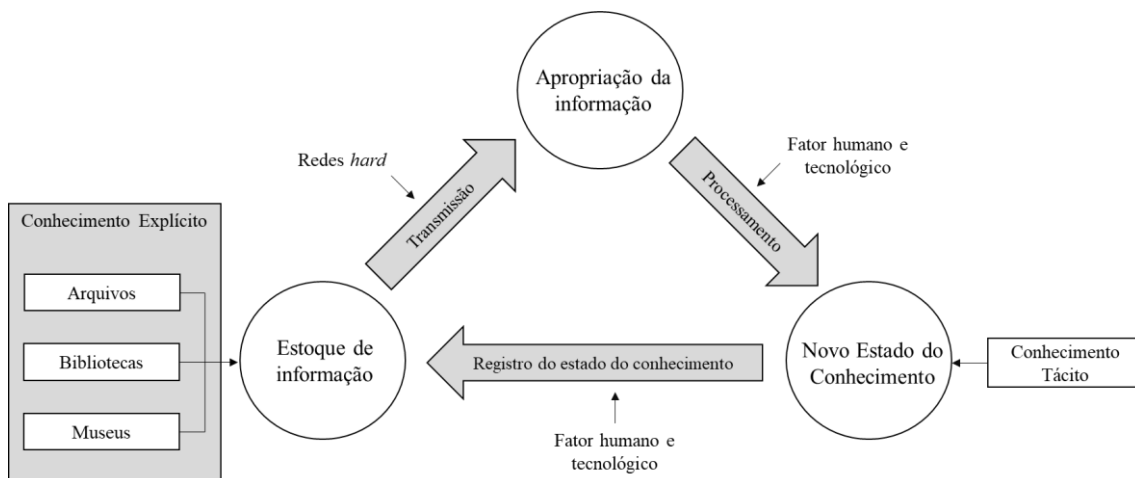 Apropriação da
informação
Redes hard
Fator humano e
tecnológico
Transmissão
Processamento
Conhecimento Explícito
Arquivos
Bibliotecas
Museus
Estoque de
informação
Registro do estado do conhecimento
Novo Estado do
Conhecimento
Conhecimento
Tácito
Fator humano e
tecnológico